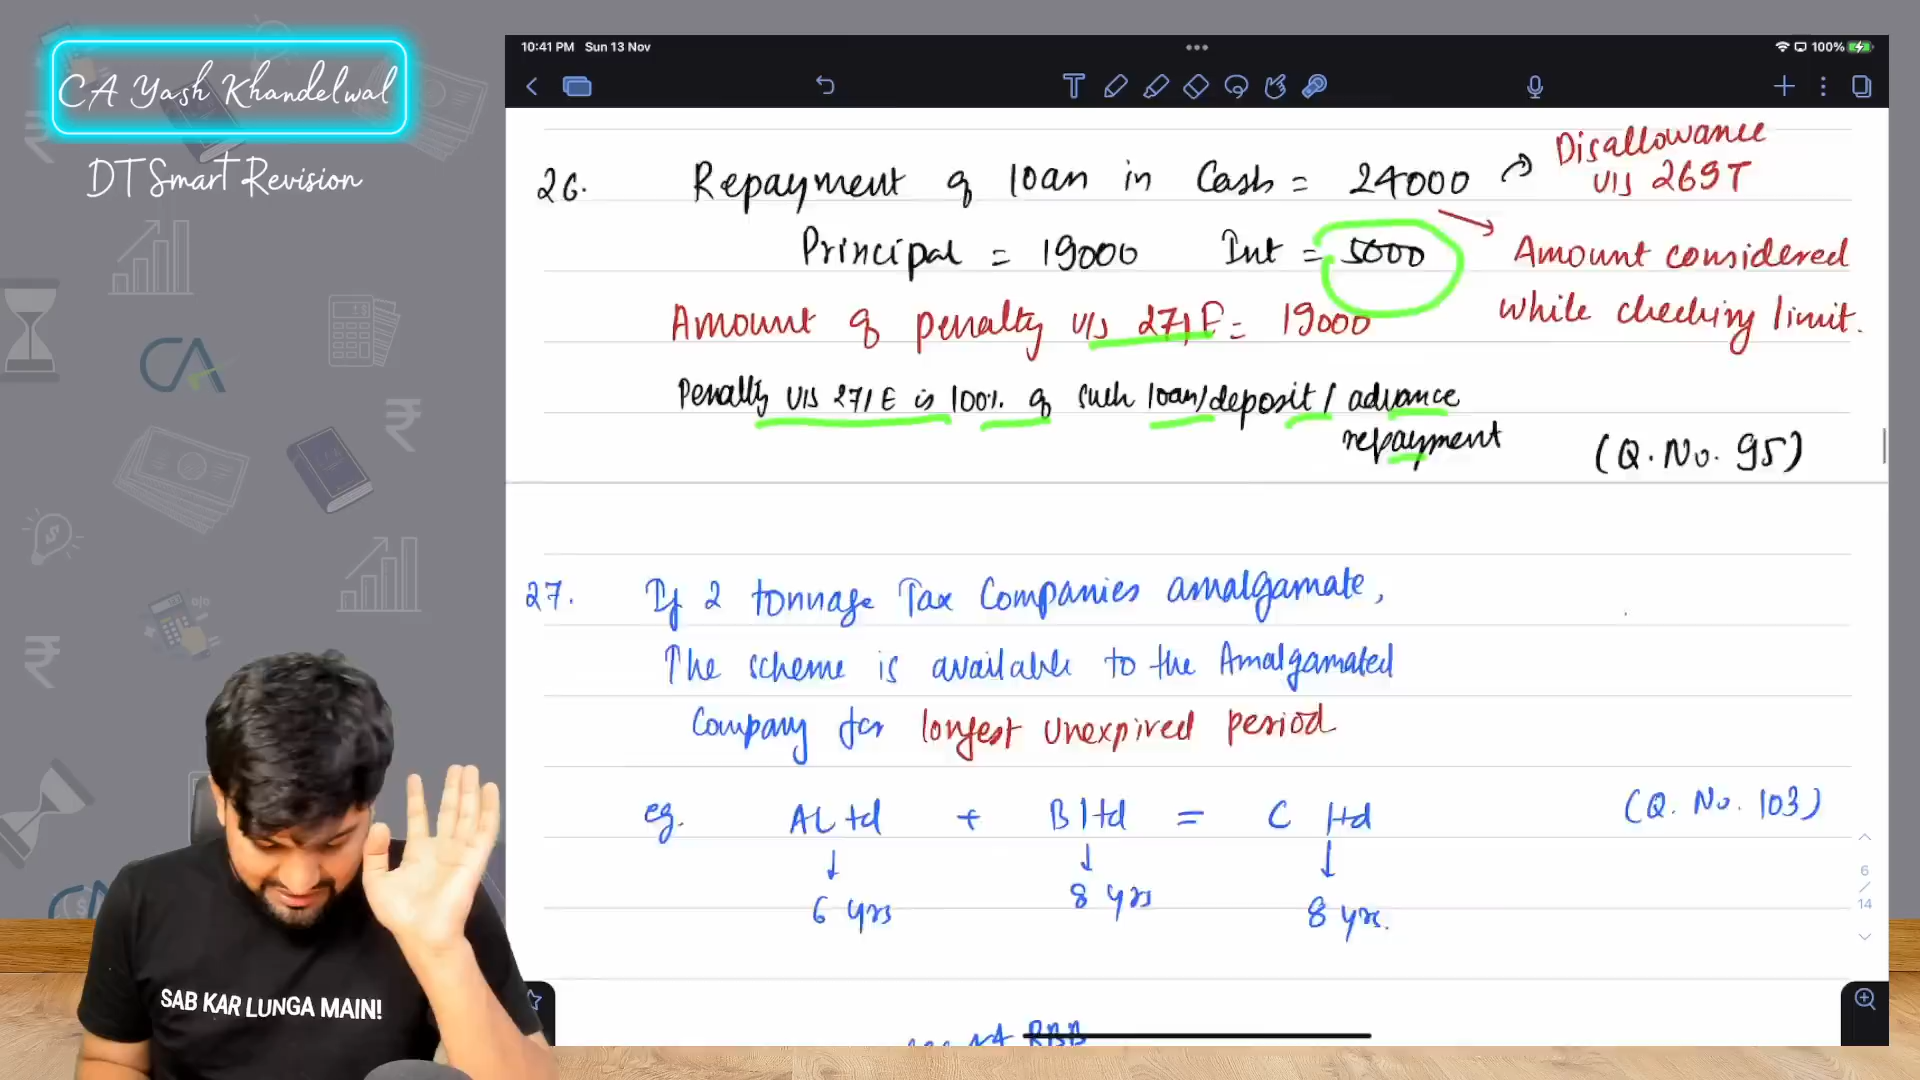 CA Yash Khandelwal
DT Smart Revision
10:41 PM Sun 13 Nov
100%
26. Repayment of loan in Cash = 24000 → Disallowance
u/s 269T
Principal = 19000 Int = 5000 Amount considered
while checking limit.
Amount of penalty u/s 271E = 19000
Penalty u/s 271E is 100% of such loan/deposit/advance
repayment
(Q. No. 95)
27. If 2 tonnage Tax Companies amalgamate,
The scheme is available to the Amalgamated
Company for longest unexpired period
eg. A Ltd + B ltd = C ltd (Q. No. 103)
↓ ↓ ↓
6 yrs 8 yrs 8 yrs.
6
/
14
SAB KAR LUNGA MAIN!